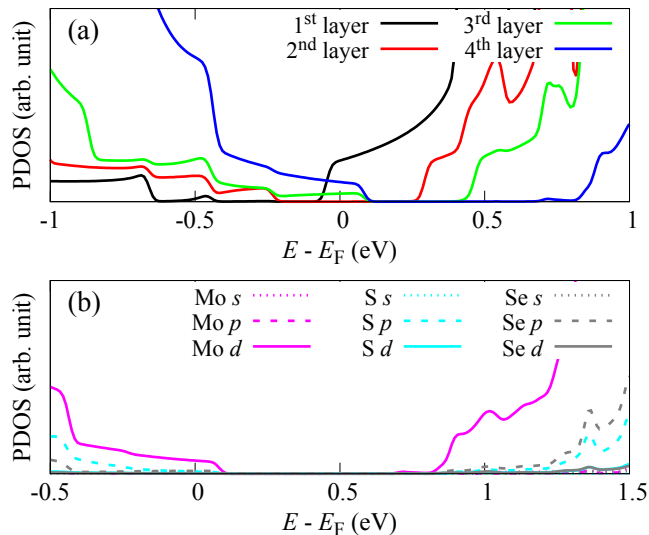 (a)
1st layer 3rd layer
2nd layer 4th layer
PDOS (arb. unit)
-1 -0.5 0 0.5 1
E - EF (eV)
(b)
Mo s S s Se s
Mo p S p Se p
Mo d S d Se d
PDOS (arb. unit)
-0.5 0 0.5 1 1.5
E - EF (eV)